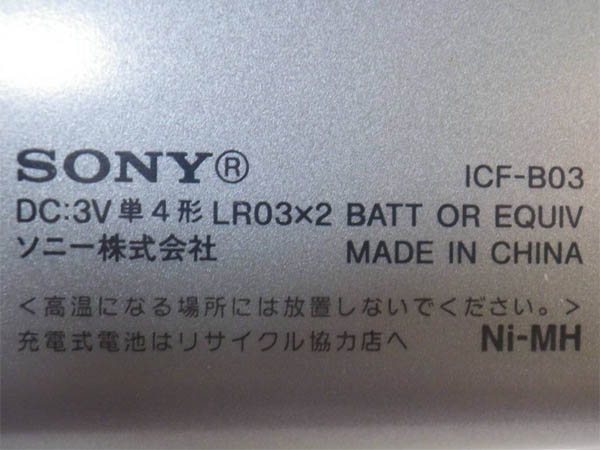 SONY® ICF-B03
DC:3V 単4形 LR03×2 BATT OR EQUIV
ソニー株式会社 MADE IN CHINA
＜高温になる場所には放置しないでください。＞
充電式電池はリサイクル協力店へ Ni-MH